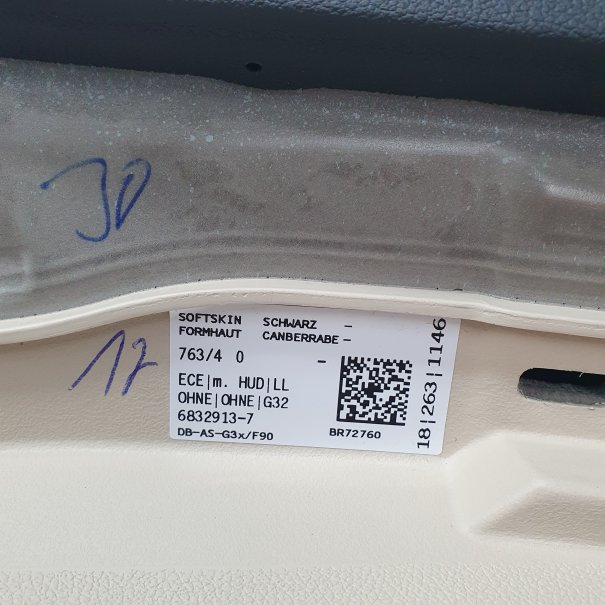 30
17
SOFTSKIN SCHWARZ -
FORMHAUT CANBERRABE -
763/4 0 -
ECE|m. HUD|LL
OHNE|OHNE|G32
6832913-7
DB-AS-G3x/F90 BR72760
18|263|1146